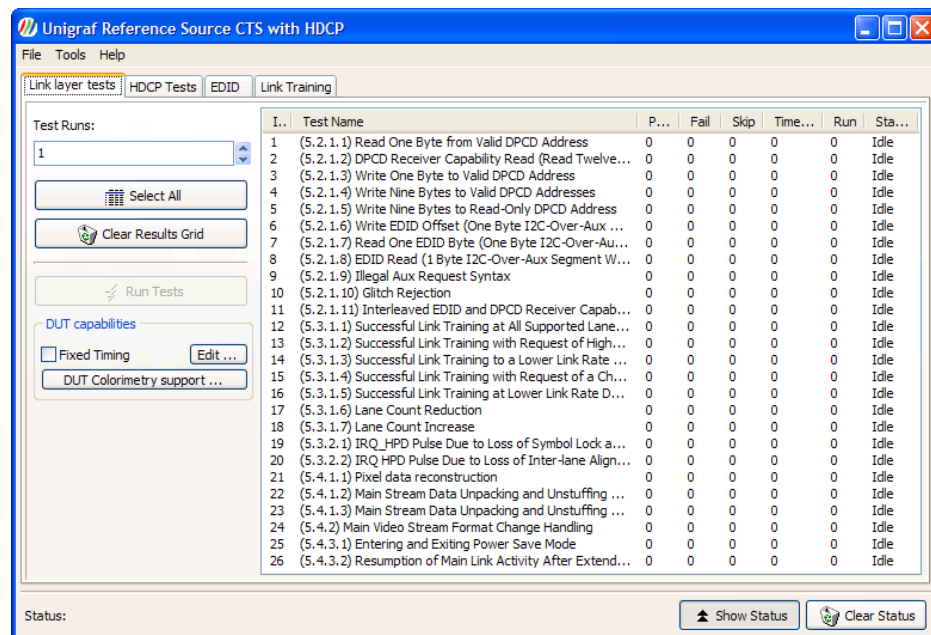 Unigraf Reference Source CTS with HDCP
File Tools Help
Link layer tests HDCP Tests EDID Link Training
Test Runs:
1
Select All
Clear Results Grid
Run Tests
DUT capabilities
Fixed Timing Edit ...
DUT Colorimetry support ...
I.. Test Name P... Fail Skip Time... Run Sta...
1 (5.2.1.1) Read One Byte from Valid DPCD Address 0 0 0 0 0 Idle
2 (5.2.1.2) DPCD Receiver Capability Read (Read Twelve... 0 0 0 0 0 Idle
3 (5.2.1.3) Write One Byte to Valid DPCD Address 0 0 0 0 0 Idle
4 (5.2.1.4) Write Nine Bytes to Valid DPCD Addresses 0 0 0 0 0 Idle
5 (5.2.1.5) Write Nine Bytes to Read-Only DPCD Address 0 0 0 0 0 Idle
6 (5.2.1.6) Write EDID Offset (One Byte I2C-Over-Aux ... 0 0 0 0 0 Idle
7 (5.2.1.7) Read One EDID Byte (One Byte I2C-Over-Au... 0 0 0 0 0 Idle
8 (5.2.1.8) EDID Read (1 Byte I2C-Over-Aux Segment W... 0 0 0 0 0 Idle
9 (5.2.1.9) Illegal Aux Request Syntax 0 0 0 0 0 Idle
10 (5.2.1.10) Glitch Rejection 0 0 0 0 0 Idle
11 (5.2.1.11) Interleaved EDID and DPCD Receiver Capab... 0 0 0 0 0 Idle
12 (5.3.1.1) Successful Link Training at All Supported Lane... 0 0 0 0 0 Idle
13 (5.3.1.2) Successful Link Training with Request of High... 0 0 0 0 0 Idle
14 (5.3.1.3) Successful Link Training to a Lower Link Rate ... 0 0 0 0 0 Idle
15 (5.3.1.4) Successful Link Training with Request of a Ch... 0 0 0 0 0 Idle
16 (5.3.1.5) Successful Link Training at Lower Link Rate D... 0 0 0 0 0 Idle
17 (5.3.1.6) Lane Count Reduction 0 0 0 0 0 Idle
18 (5.3.1.7) Lane Count Increase 0 0 0 0 0 Idle
19 (5.3.2.1) IRQ_HPD Pulse Due to Loss of Symbol Lock a... 0 0 0 0 0 Idle
20 (5.3.2.2) IRQ HPD Pulse Due to Loss of Inter-lane Align... 0 0 0 0 0 Idle
21 (5.4.1.1) Pixel data reconstruction 0 0 0 0 0 Idle
22 (5.4.1.2) Main Stream Data Unpacking and Unstuffing ... 0 0 0 0 0 Idle
23 (5.4.1.3) Main Stream Data Unpacking and Unstuffing ... 0 0 0 0 0 Idle
24 (5.4.2) Main Video Stream Format Change Handling 0 0 0 0 0 Idle
25 (5.4.3.1) Entering and Exiting Power Save Mode 0 0 0 0 0 Idle
26 (5.4.3.2) Resumption of Main Link Activity After Extend... 0 0 0 0 0 Idle
Status: Show Status Clear Status